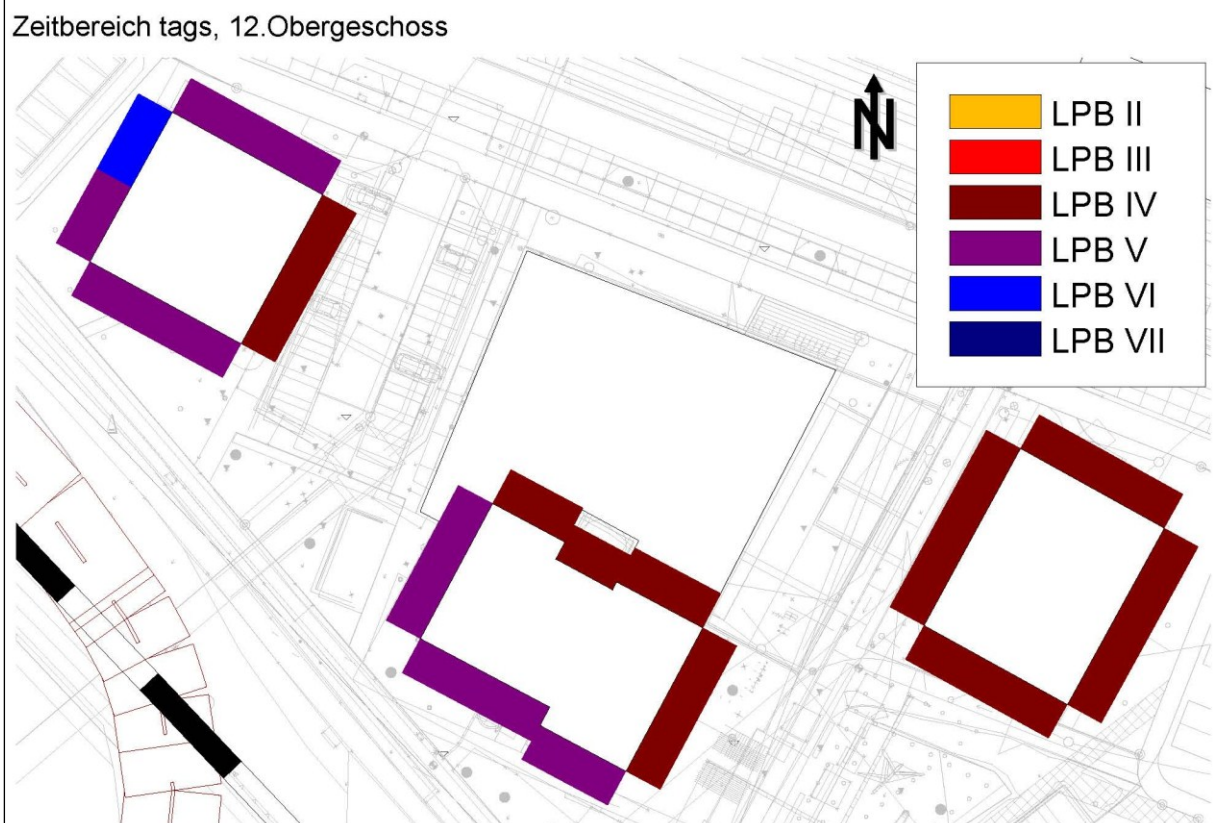 Zeitbereich tags, 12.Obergeschoss
N
LPB II
LPB III
LPB IV
LPB V
LPB VI
LPB VII